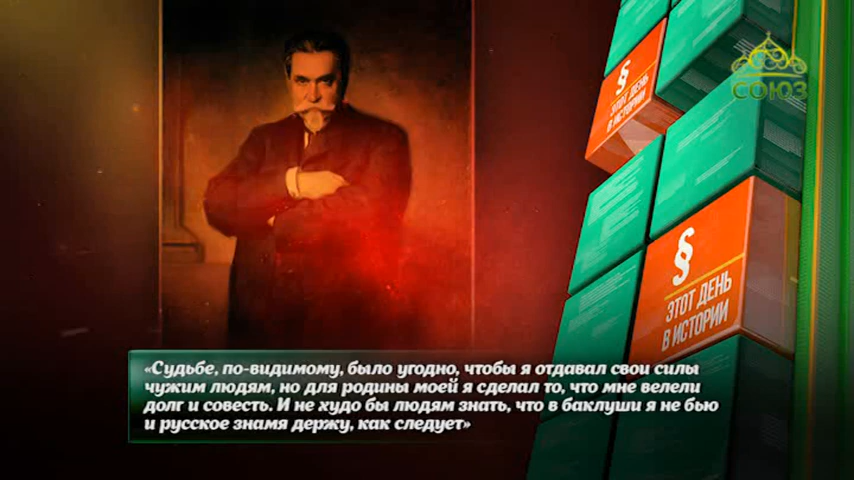 СОЮЗ
§
ЭТОТ ДЕНЬ
В ИСТОРИИ
§
ЭТОТ ДЕНЬ
В ИСТОРИИ
«Судьбе, по-видимому, было угодно, чтобы я отдавал свои силы
чужим людям, но для родины моей я сделал то, что мне велели
долг и совесть. И не худо бы людям знать, что в баклуши я не бью
и русское знамя держу, как следует»